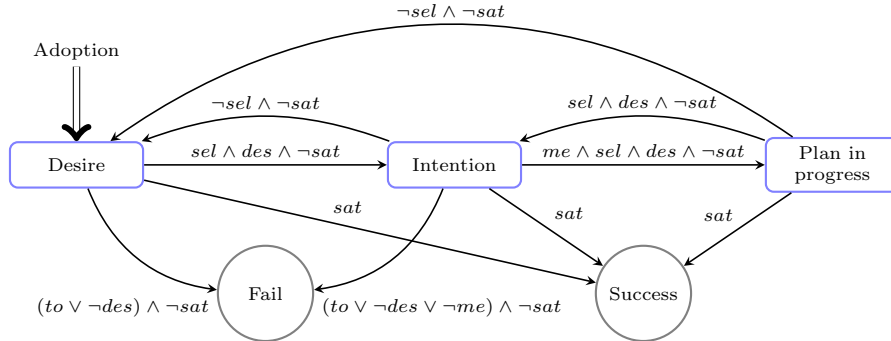 ¬sel ∧ ¬sat
Adoption
¬sel ∧ ¬sat
sel ∧ des ∧ ¬sat
Desire
sel ∧ des ∧ ¬sat
Intention
me ∧ sel ∧ des ∧ ¬sat
Plan in
progress
sat
sat
sat
Fail
Success
(to ∨ ¬des) ∧ ¬sat
(to ∨ ¬des ∨ ¬me) ∧ ¬sat